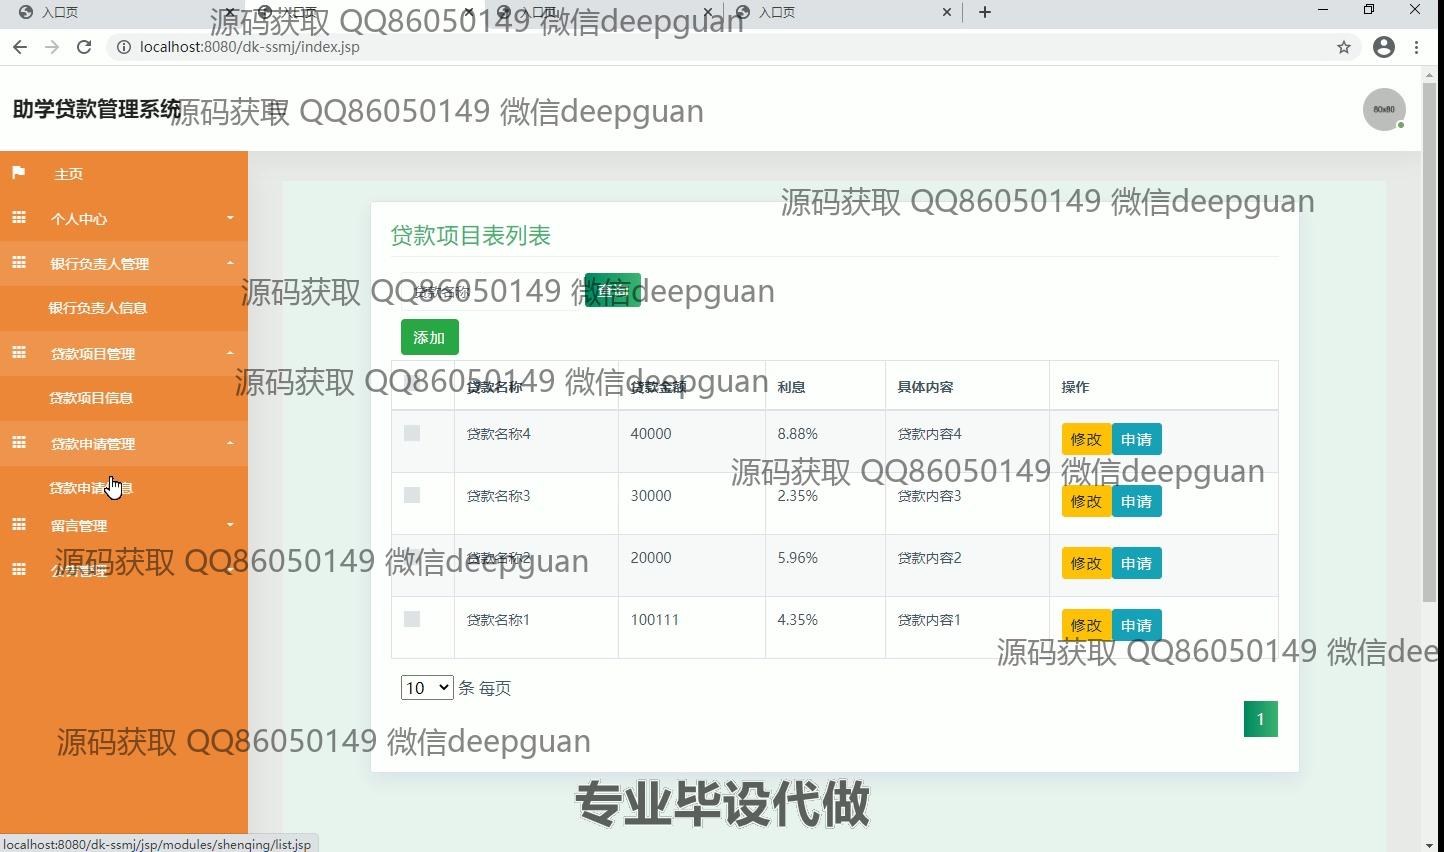 入口页
入口页
入口页
入口页
源码获取 QQ86050149 微信deepguan
localhost:8080/dk-ssmj/index.jsp
助学贷款管理系统
源码获取 QQ86050149 微信deepguan
80x80
主页
个人中心
银行负责人管理
银行负责人信息
贷款项目管理
贷款项目信息
贷款申请管理
贷款申请信息
留言管理
公告管理
源码获取 QQ86050149 微信deepguan
贷款项目表列表
贷款名称
查询
源码获取 QQ86050149 微信deepguan
添加
源码获取 QQ86050149 微信deepguan
贷款名称 贷款金额 利息 具体内容 操作
贷款名称4 40000 8.88% 贷款内容4 修改 申请
源码获取 QQ86050149 微信deepguan
贷款名称3 30000 2.35% 贷款内容3 修改 申请
贷款名称2 20000 5.96% 贷款内容2 修改 申请
源码获取 QQ86050149 微信deepguan
贷款名称1 100111 4.35% 贷款内容1 修改 申请
源码获取 QQ86050149 微信dee
10 条 每页
1
源码获取 QQ86050149 微信deepguan
专业毕设代做
localhost:8080/dk-ssmj/jsp/modules/shenqing/list.jsp